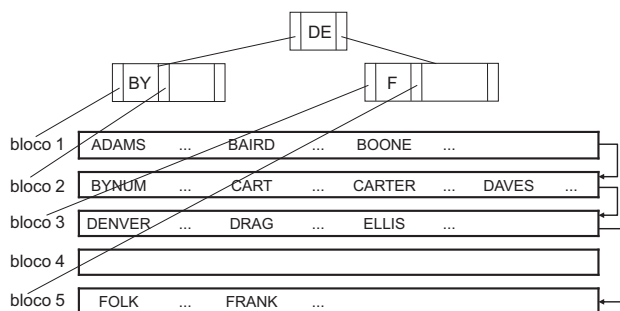 DE
BY F
bloco 1 ADAMS ... BAIRD ... BOONE ...
bloco 2 BYNUM ... CART ... CARTER ... DAVES ...
bloco 3 DENVER ... DRAG ... ELLIS ...
bloco 4
bloco 5 FOLK ... FRANK ...